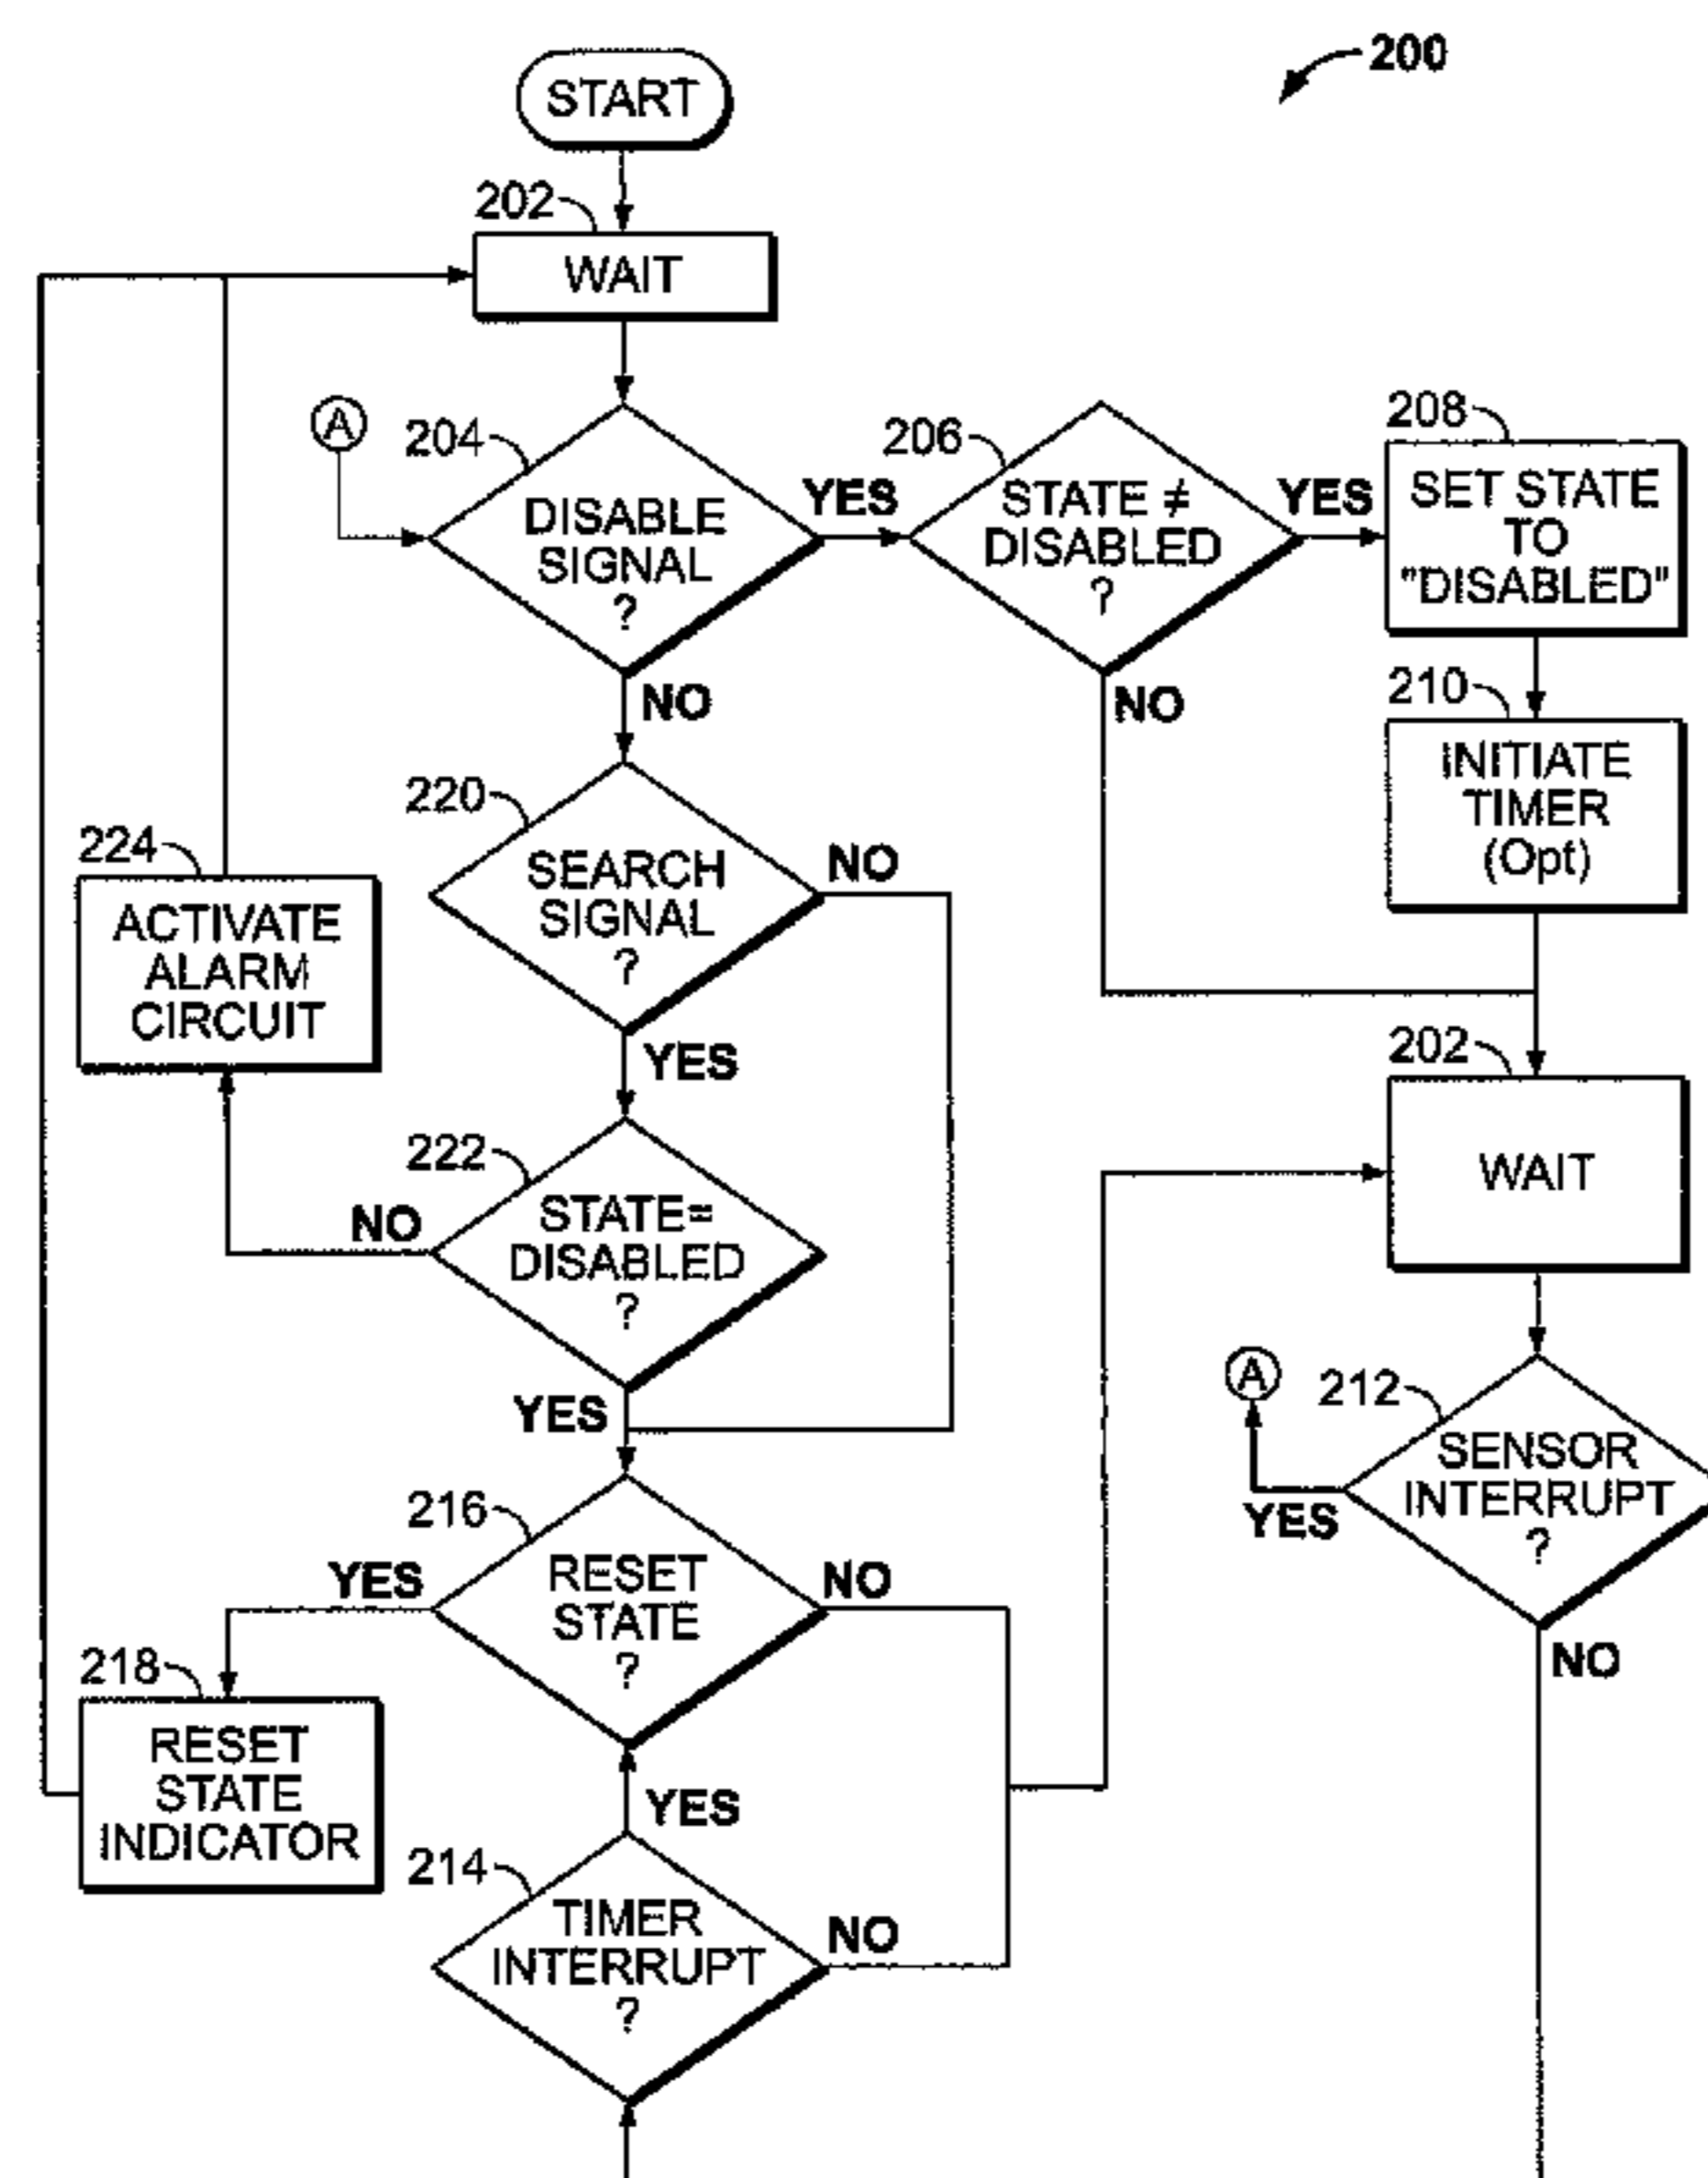 200
START
202
WAIT
A
204
DISABLE
SIGNAL
?
YES
NO
206
STATE ≠
DISABLED
?
YES
NO
208
SET STATE
TO
"DISABLED"
210
INITIATE
TIMER
(Opt)
220
SEARCH
SIGNAL
?
NO
YES
224
ACTIVATE
ALARM
CIRCUIT
222
STATE=
DISABLED
?
NO
YES
202
WAIT
A
212
SENSOR
INTERRUPT
?
YES
NO
216
RESET
STATE
?
YES
NO
218
RESET
STATE
INDICATOR
214
TIMER
INTERRUPT
?
YES
NO